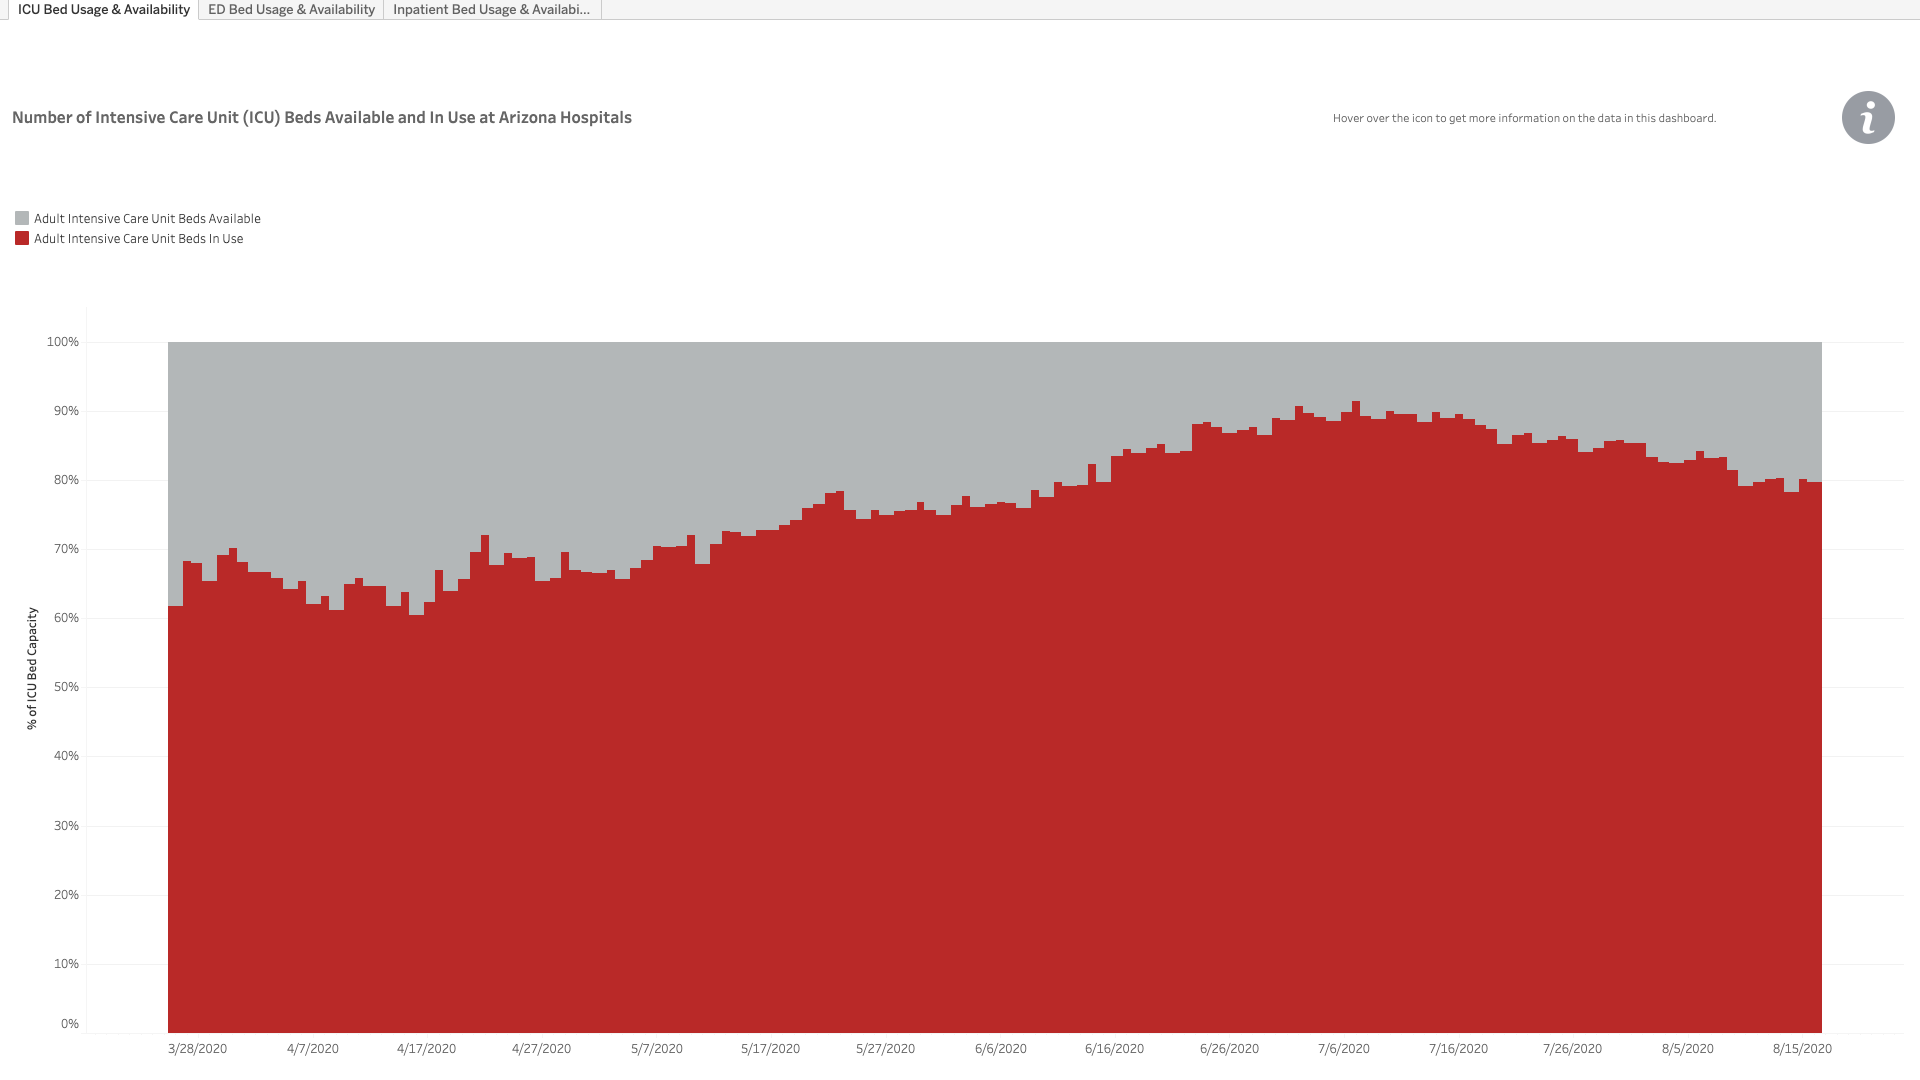 ICU Bed Usage & Availability
ED Bed Usage & Availability
Inpatient Bed Usage & Availabi...
Number of Intensive Care Unit (ICU) Beds Available and In Use at Arizona Hospitals
Hover over the icon to get more information on the data in this dashboard.
i
Adult Intensive Care Unit Beds Available
Adult Intensive Care Unit Beds In Use
% of ICU Bed Capacity
100%
90%
80%
70%
60%
50%
40%
30%
20%
10%
0%
3/28/2020 4/7/2020 4/17/2020 4/27/2020 5/7/2020 5/17/2020 5/27/2020 6/6/2020 6/16/2020 6/26/2020 7/6/2020 7/16/2020 7/26/2020 8/5/2020 8/15/2020